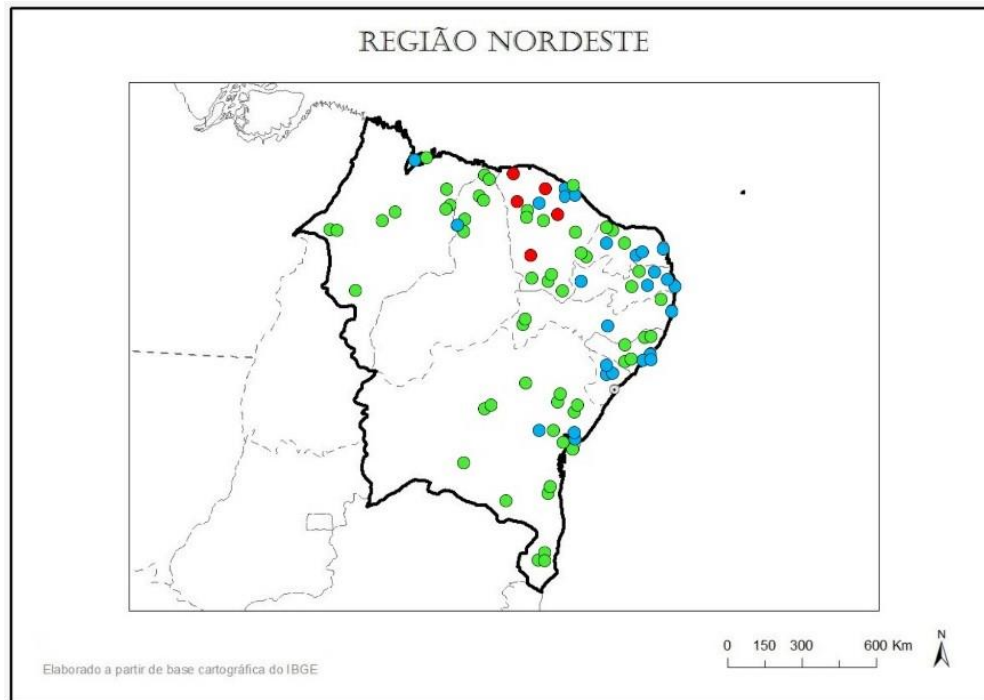 REGIÃO NORDESTE
0 150 300 600 Km
N
Elaborado a partir de base cartográfica do IBGE